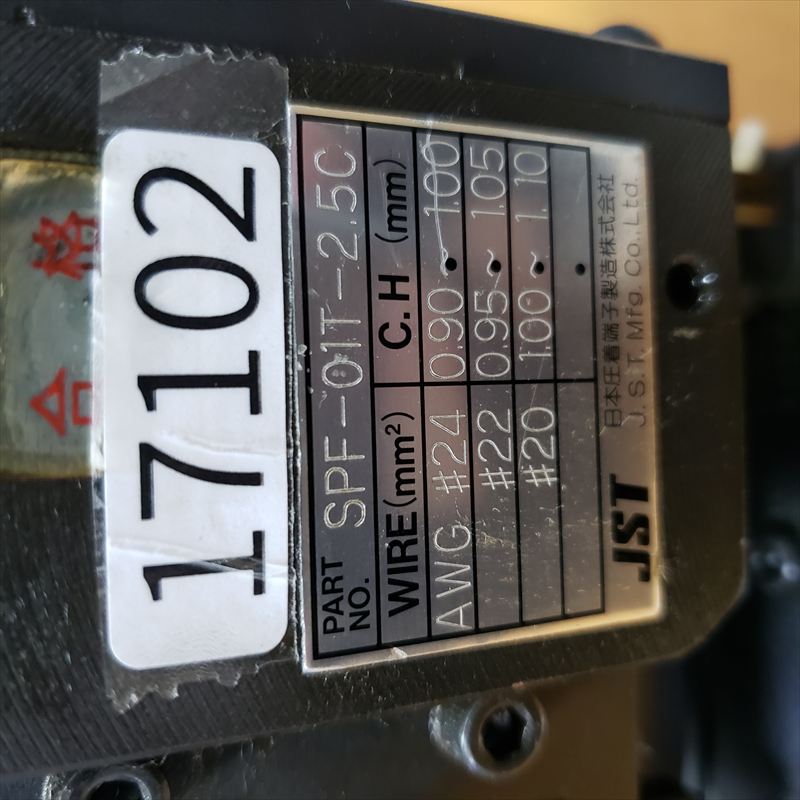 合格
17102
PART NO. SPF-01T-2.5C
WIRE(mm²) C.H (mm)
AWG #24 0.90~1.00
#22 0.95~1.05
#20 1.00~1.10
JST 日本圧着端子製造株式会社
J.S.T. Mfg. Co., Ltd.